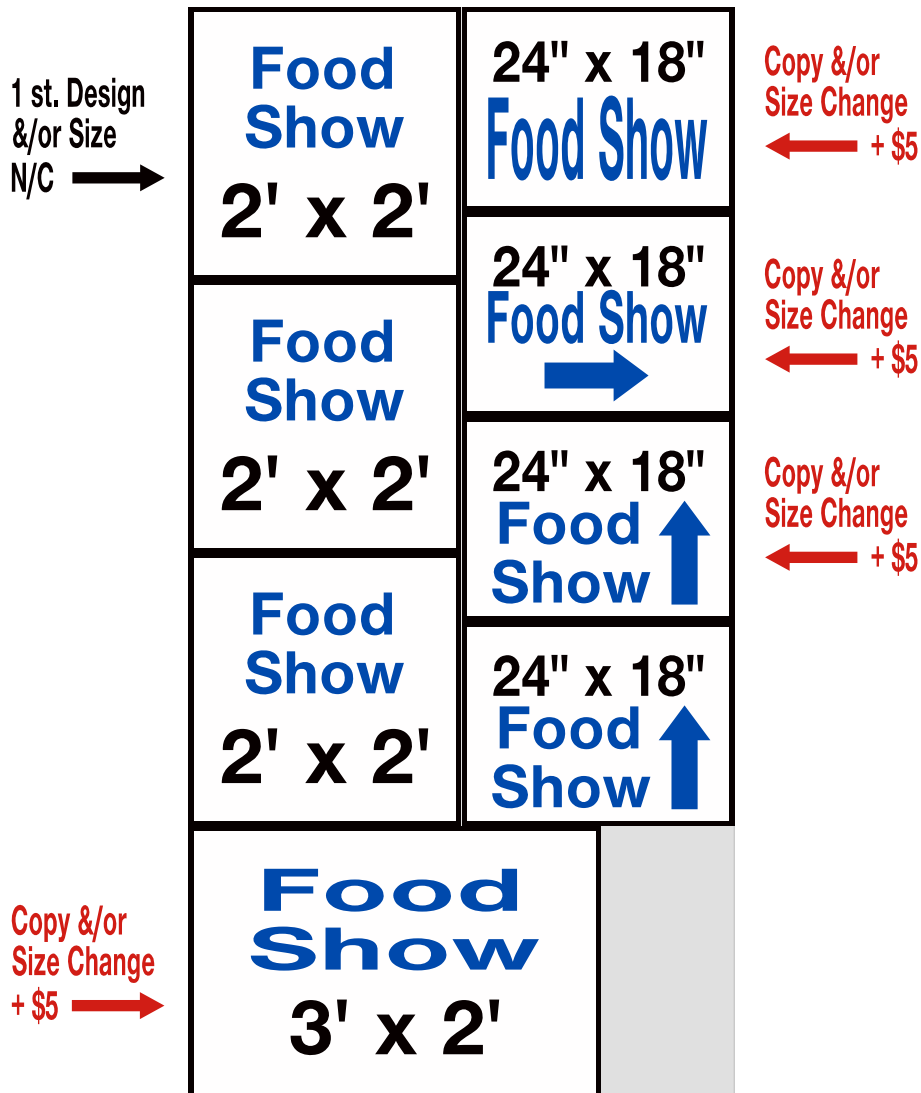 1 st. Design
&/or Size
N/C
Food
Show
2' x 2'
Food
Show
2' x 2'
Food
Show
2' x 2'
Copy &/or
Size Change
+ $5
Food
Show
3' x 2'
24" x 18"
Food Show
Copy &/or
Size Change
+ $5
24" x 18"
Food Show
Copy &/or
Size Change
+ $5
24" x 18"
Food
Show
Copy &/or
Size Change
+ $5
24" x 18"
Food
Show